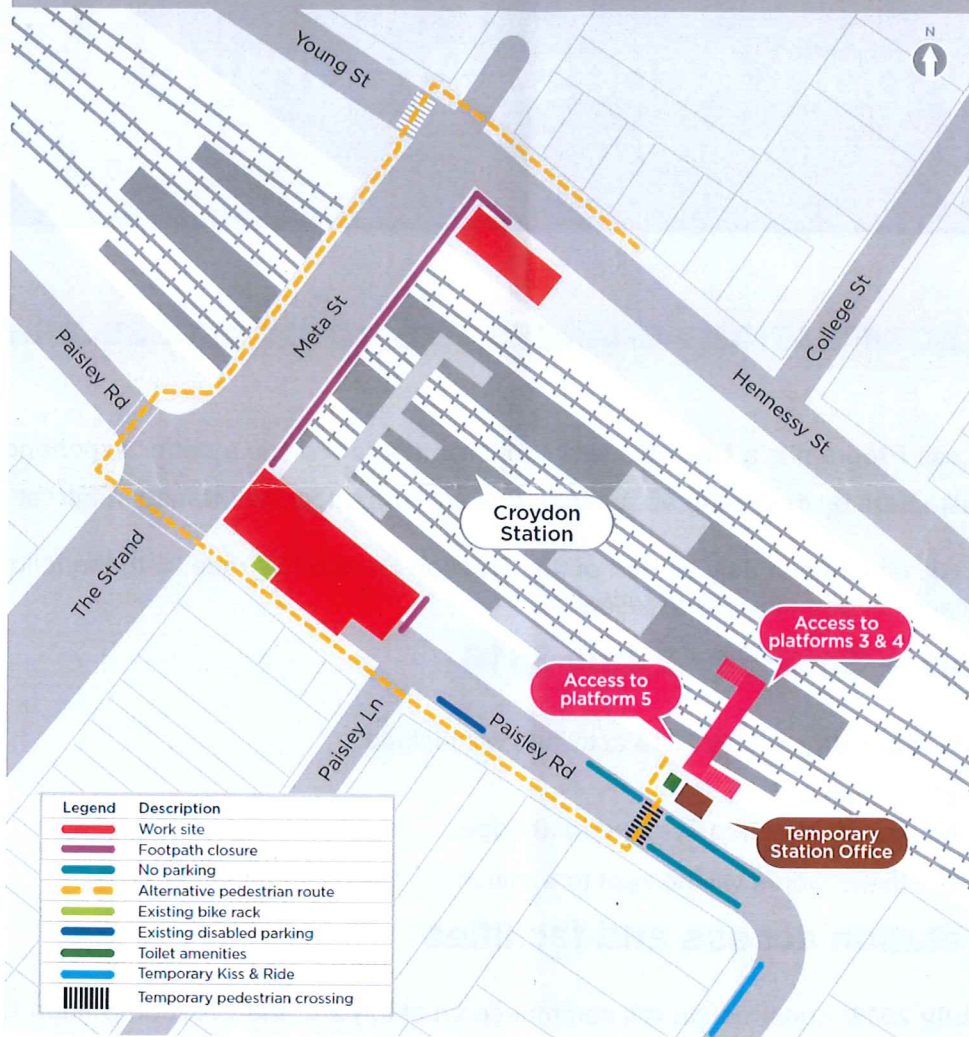 Young St
N
Meta St
Paisley Rd
College St
Hennessy St
Croydon
Station
The Strand
Access to
platforms 3 & 4
Access to
platform 5
Paisley Rd
Paisley Ln
Temporary
Station Office
Legend Description
Work site
Footpath closure
No parking
Alternative pedestrian route
Existing bike rack
Existing disabled parking
Toilet amenities
Temporary Kiss & Ride
Temporary pedestrian crossing